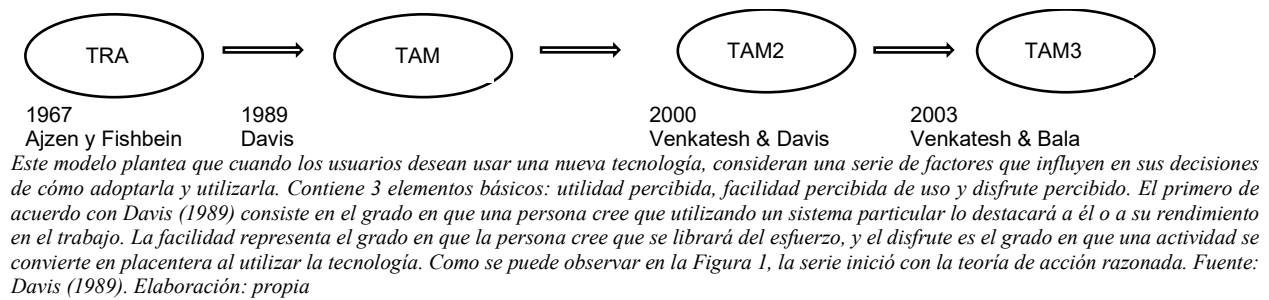 TRA TAM TAM2 TAM3
1967 1989 2000 2003
Ajzen y Fishbein Davis Venkatesh & Davis Venkatesh & Bala
Este modelo plantea que cuando los usuarios desean usar una nueva tecnología, consideran una serie de factores que influyen en sus decisiones
de cómo adoptarla y utilizarla. Contiene 3 elementos básicos: utilidad percibida, facilidad percibida de uso y disfrute percibido. El primero de
acuerdo con Davis (1989) consiste en el grado en que una persona cree que utilizando un sistema particular lo destacará a él o a su rendimiento
en el trabajo. La facilidad representa el grado en que la persona cree que se librará del esfuerzo, y el disfrute es el grado en que una actividad se
convierte en placentera al utilizar la tecnología. Como se puede observar en la Figura 1, la serie inició con la teoría de acción razonada. Fuente:
Davis (1989). Elaboración: propia